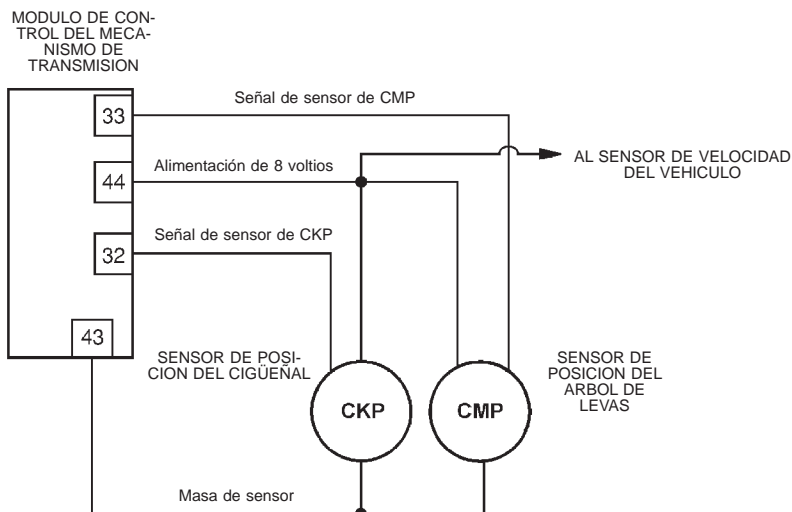 MODULO DE CON-
TROL DEL MECA-
NISMO DE
TRANSMISION
33
Señal de sensor de CMP
44
Alimentación de 8 voltios
AL SENSOR DE VELOCIDAD
DEL VEHICULO
32
Señal de sensor de CKP
43
SENSOR DE POSI-
CION DEL CIGÜEÑAL
CKP
CMP
SENSOR DE
POSICION DEL
ARBOL DE
LEVAS
Masa de sensor